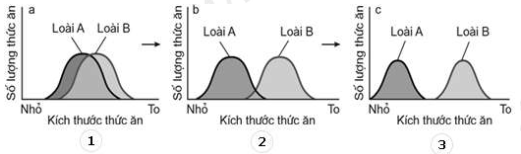 a
Loài A
Loài B
Số lượng thức ăn
Nhỏ
To
Kích thước thức ăn
1
b
Loài A
Loài B
Số lượng thức ăn
Nhỏ
To
Kích thước thức ăn
2
c
Loài A
Loài B
Số lượng thức ăn
Nhỏ
To
Kích thước thức ăn
3